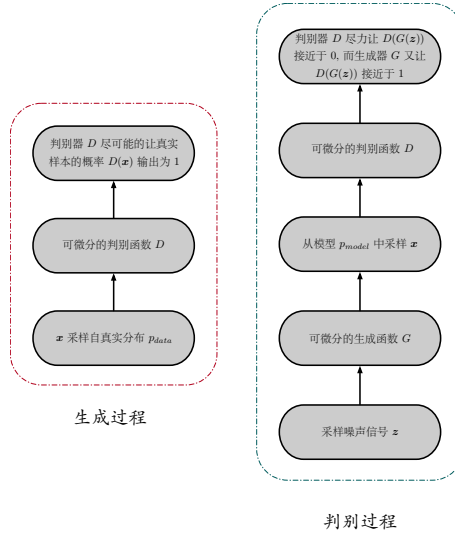 判别器 D 尽可能的让真实
样本的概率 D(x) 输出为 1
可微分的判别函数 D
x 采样自真实分布 p_{data}
生成过程
判别器 D 尽力让 D(G(z))
接近于 0, 而生成器 G 又让
D(G(z)) 接近于 1
可微分的判别函数 D
从模型 p_{model} 中采样 x
可微分的生成函数 G
采样噪声信号 z
判别过程